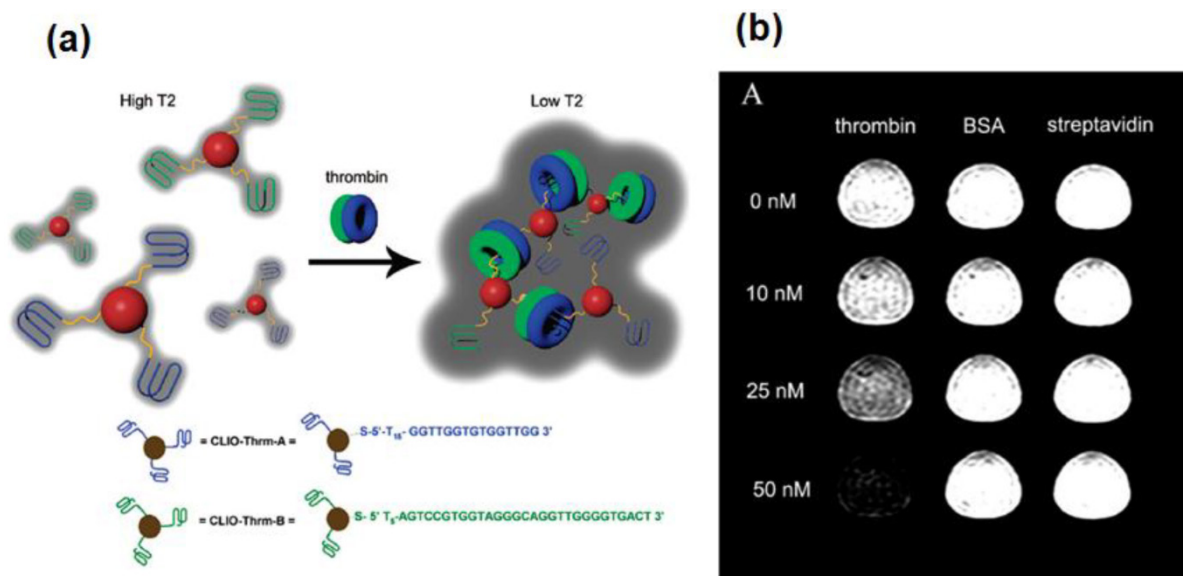 (a)
High T2
thrombin
Low T2
= CLIO-Thrm-A =
S-5'-T₁₅- GGTTGGTGTGGTTGG 3'
= CLIO-Thrm-B =
S- 5' T₅-AGTCCGTGGTAGGGCAGGTTGGGGTGACT 3'
(b)
A
thrombin BSA streptavidin
0 nM
10 nM
25 nM
50 nM